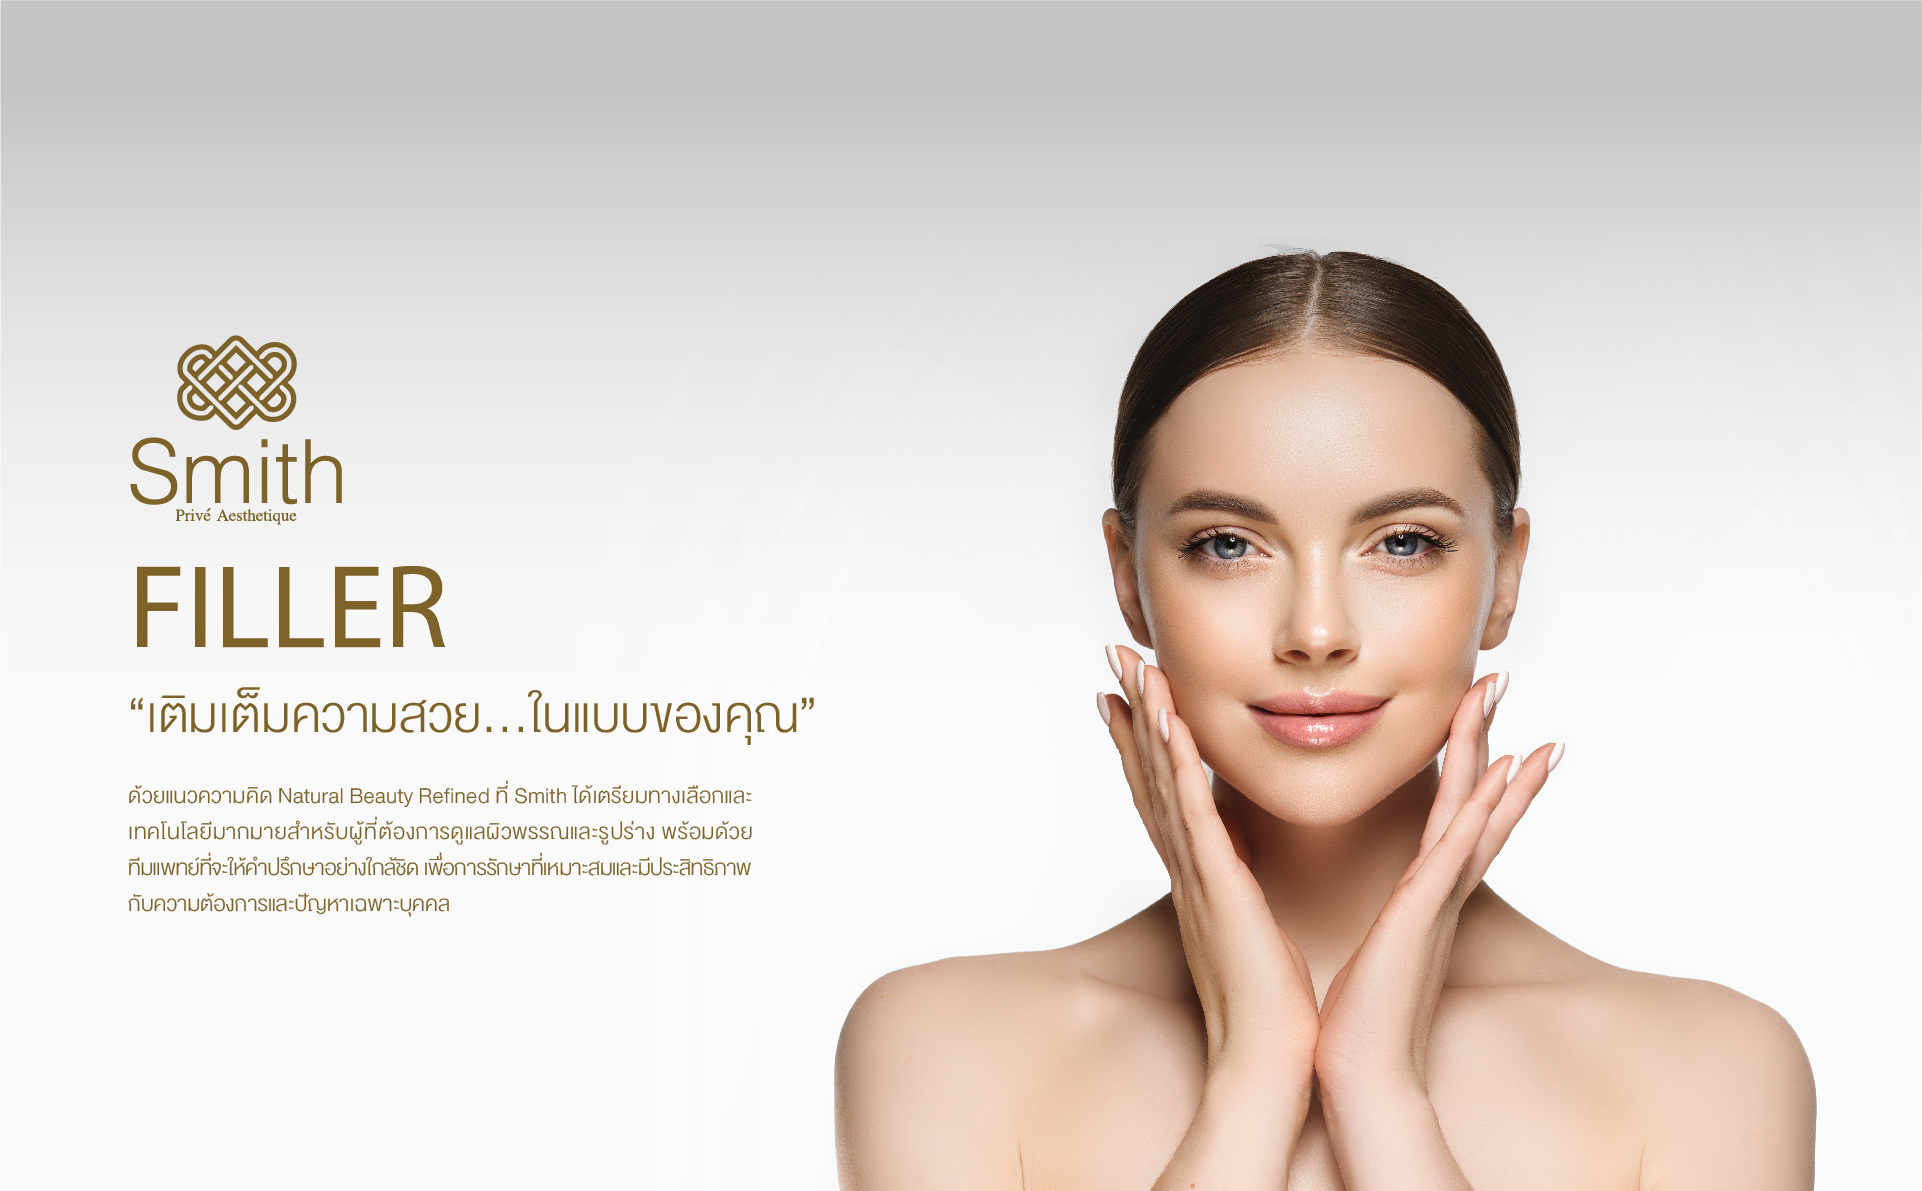 Smith
Privé Aesthetique
FILLER
“เติมเต็มความสวย...ในแบบของคุณ”
ด้วยแนวความคิด Natural Beauty Refined ที่ Smith ได้เตรียมทางเลือกและ
เทคโนโลยีมากมายสำหรับผู้ที่ต้องการดูแลผิวพรรณและรูปร่าง พร้อมด้วย
ทีมแพทย์ที่จะให้คำปรึกษาอย่างใกล้ชิด เพื่อการรักษาที่เหมาะสมและมีประสิทธิภาพ
กับความต้องการและปัญหาเฉพาะบุคคล